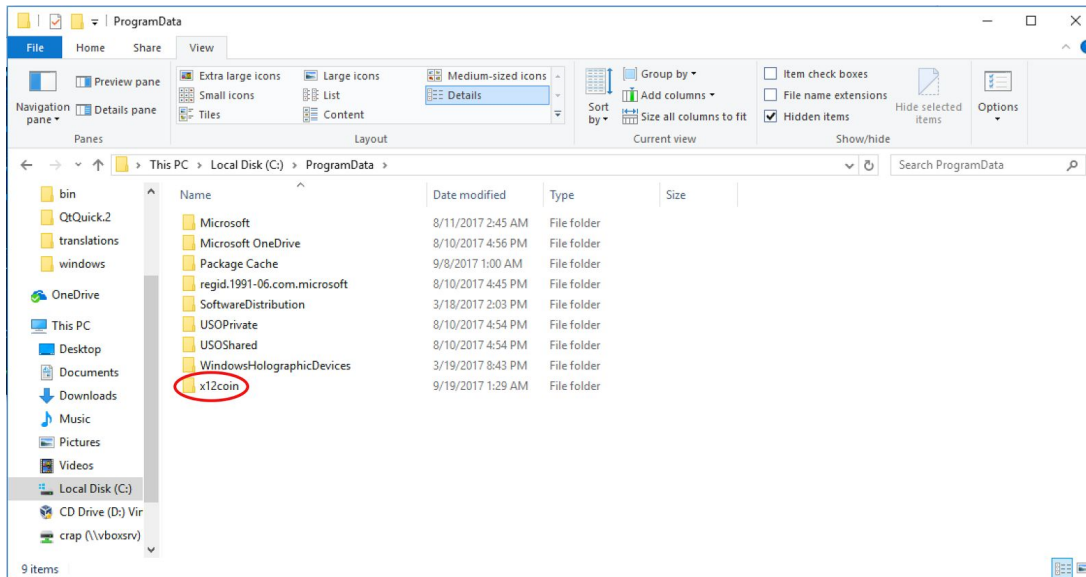 ProgramData
File Home Share View
Navigation pane
Preview pane
Details pane
Panes
Extra large icons Large icons Medium-sized icons
Small icons List Details
Tiles Content
Layout
Sort by
Group by
Add columns
Size all columns to fit
Current view
Item check boxes
File name extensions
Hidden items
Hide selected items
Show/hide
Options
This PC > Local Disk (C:) > ProgramData >
Search ProgramData
bin
QtQuick.2
translations
windows
OneDrive
This PC
Desktop
Documents
Downloads
Music
Pictures
Videos
Local Disk (C:)
CD Drive (D:) Vir
crap (\\vboxsrv)
Name Date modified Type Size
Microsoft 8/11/2017 2:45 AM File folder
Microsoft OneDrive 8/10/2017 4:56 PM File folder
Package Cache 9/8/2017 1:00 AM File folder
regid.1991-06.com.microsoft 8/10/2017 4:45 PM File folder
SoftwareDistribution 3/18/2017 2:03 PM File folder
USOPrivate 8/10/2017 4:54 PM File folder
USOShared 8/10/2017 4:54 PM File folder
WindowsHolographicDevices 3/19/2017 8:43 PM File folder
x12coin 9/19/2017 1:29 AM File folder
9 items